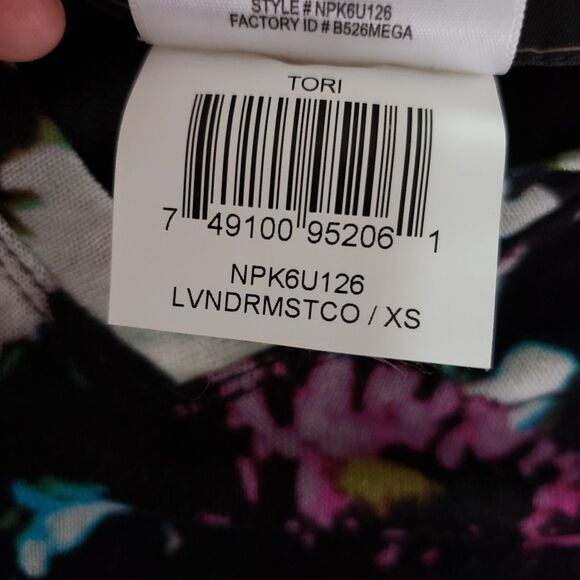 STYLE # NPK6U126
FACTORY ID # B526MEGA
TORI
7 49100 95206 1
NPK6U126
LVNDRMSTCO / XS